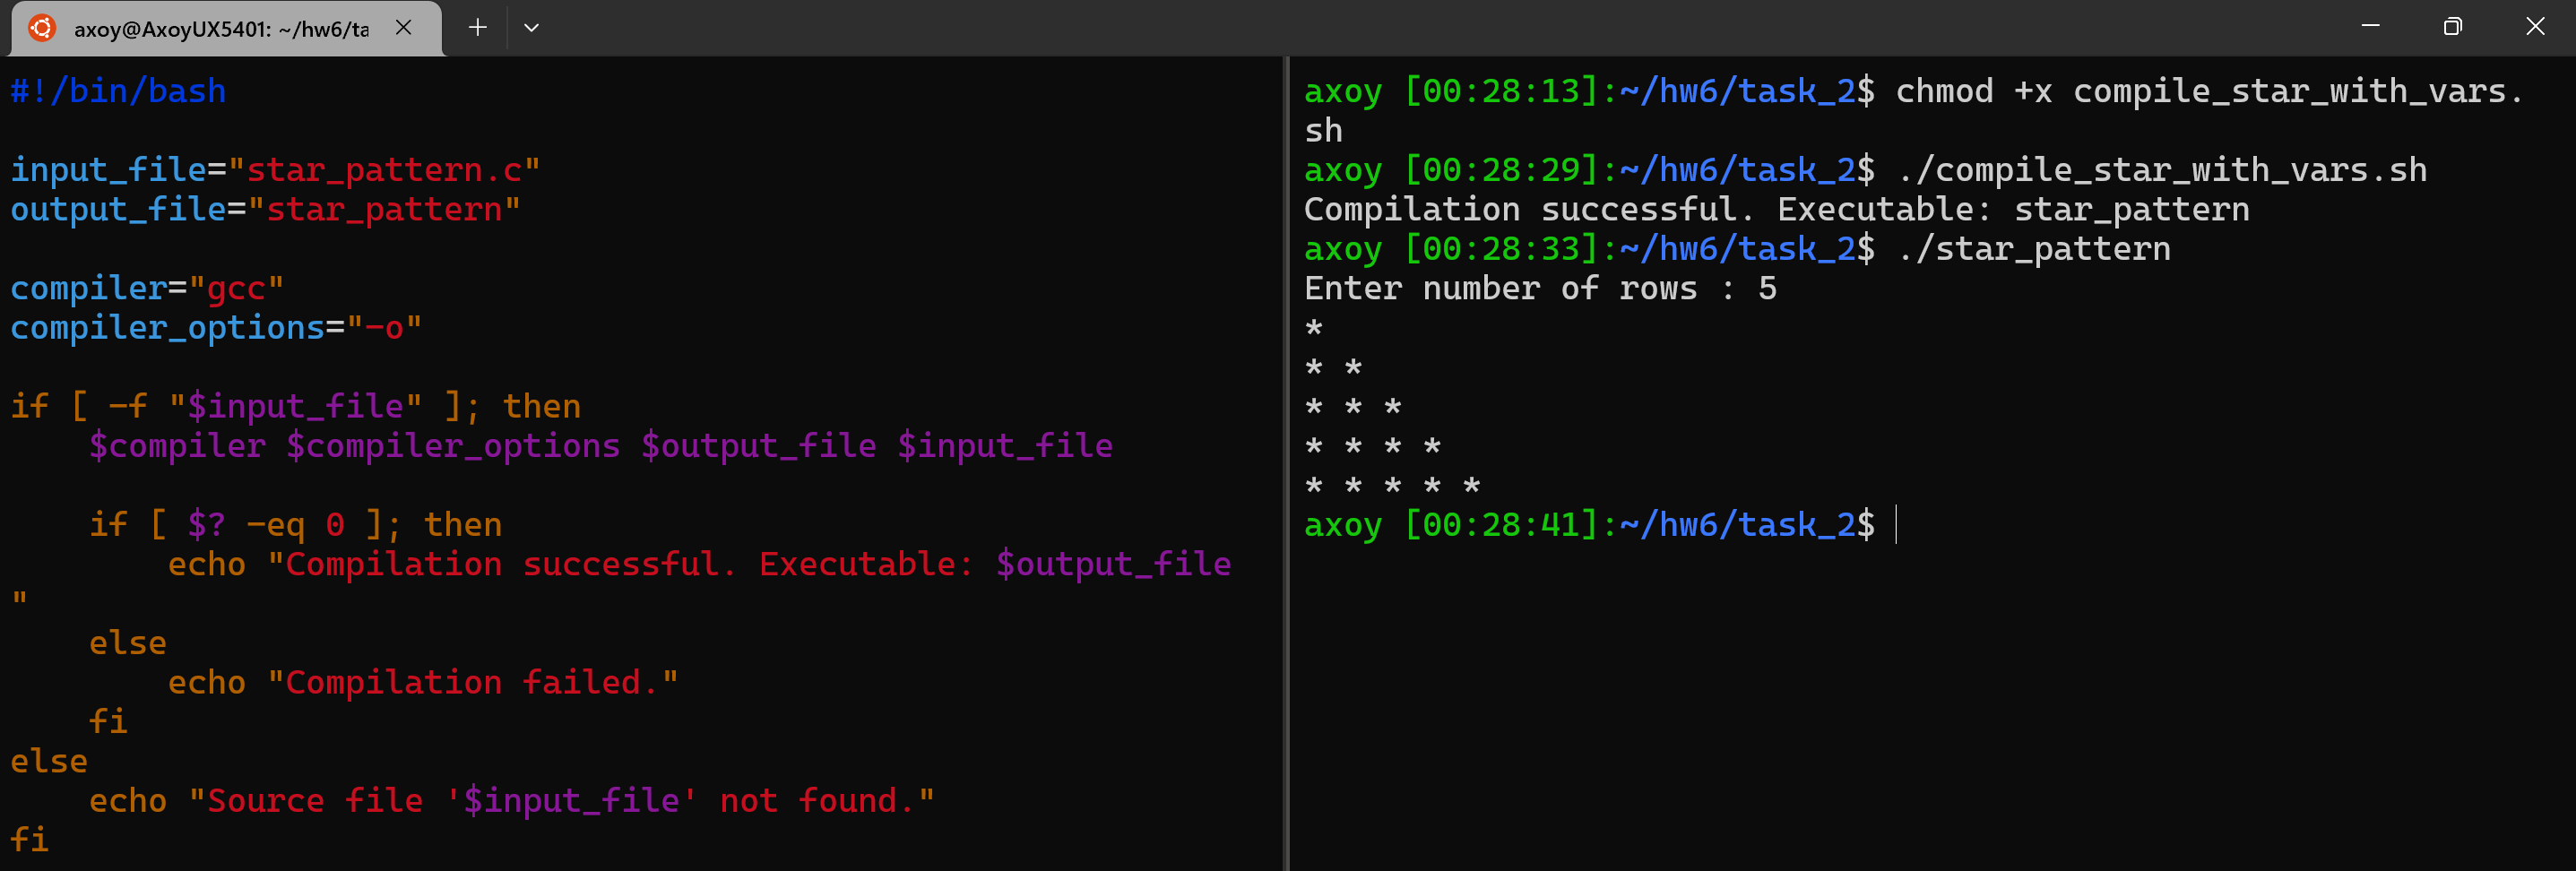 axoy@AxoyUX5401: ~/hw6/ta
#!/bin/bash
input_file="star_pattern.c"
output_file="star_pattern"
compiler="gcc"
compiler_options="-o"
if [ -f "$input_file" ]; then
    $compiler $compiler_options $output_file $input_file
    if [ $? -eq 0 ]; then
        echo "Compilation successful. Executable: $output_file
"
    else
        echo "Compilation failed."
    fi
else
    echo "Source file '$input_file' not found."
fi
axoy [00:28:13]:~/hw6/task_2$ chmod +x compile_star_with_vars.
sh
axoy [00:28:29]:~/hw6/task_2$ ./compile_star_with_vars.sh
Compilation successful. Executable: star_pattern
axoy [00:28:33]:~/hw6/task_2$ ./star_pattern
Enter number of rows : 5
*
* *
* * *
* * * *
* * * * *
axoy [00:28:41]:~/hw6/task_2$